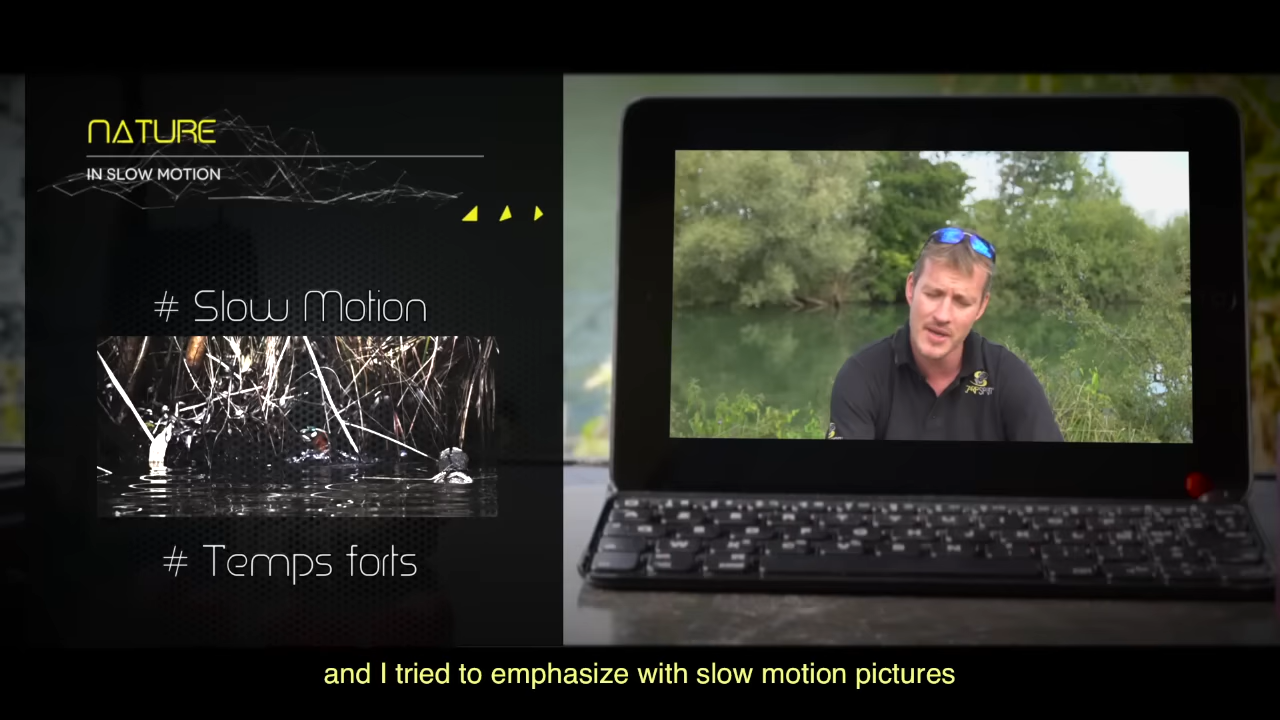 NATURE
IN SLOW MOTION
# Slow Motion
# Temps forts
and I tried to emphasize with slow motion pictures